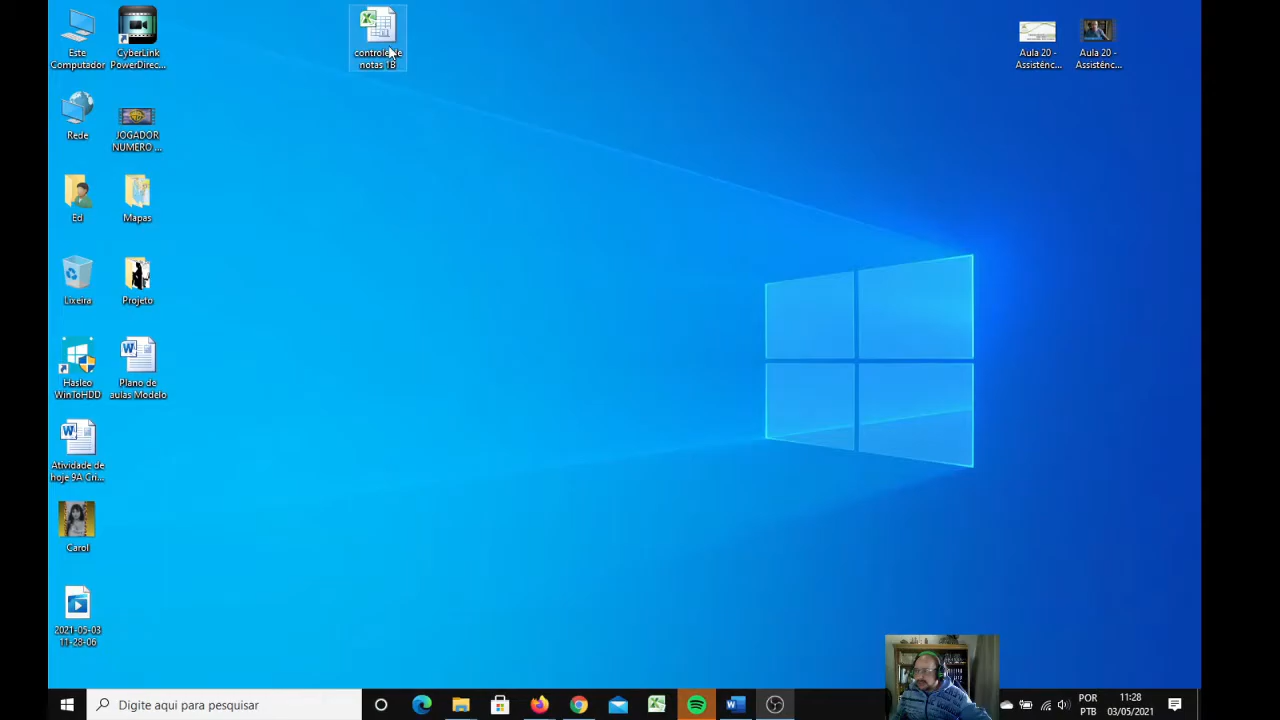 Este
Computador
CyberLink
PowerDirec...
notas 1B
Aula 20 -
Assistênc...
Aula 20 -
Assistênc...
Rede
JOGADOR
NUMERO ...
Ed
Mapas
Lixeira
Projeto
Hasleo
WinToHDD
Plano de
aulas Modelo
Atividade de
hoje 9A Cri...
Carol
2021-05-03
11-28-06
Digite aqui para pesquisar
POR
PTB
11:28
03/05/2021